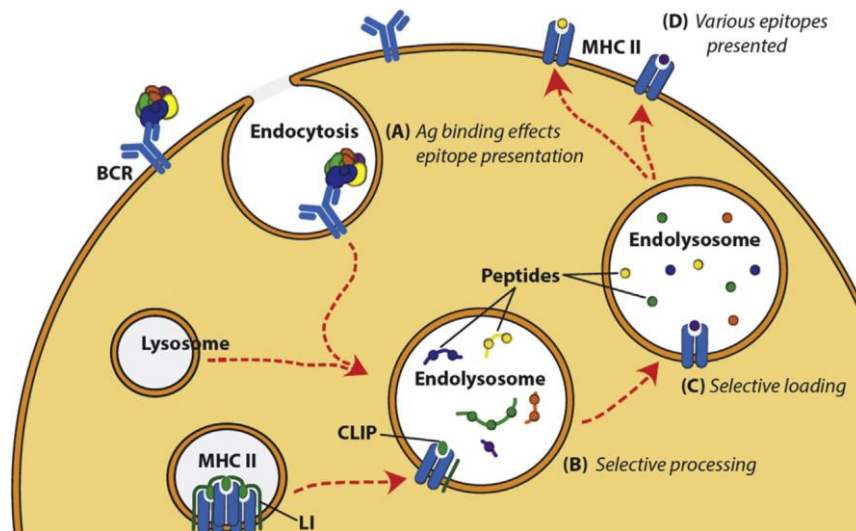 (D) Various epitopes
presented
MHC II
Endocytosis
(A) Ag binding effects
epitope presentation
BCR
Endolysosome
Peptides
Lysosome
Endolysosome
(C) Selective loading
CLIP
MHC II
(B) Selective processing
LI